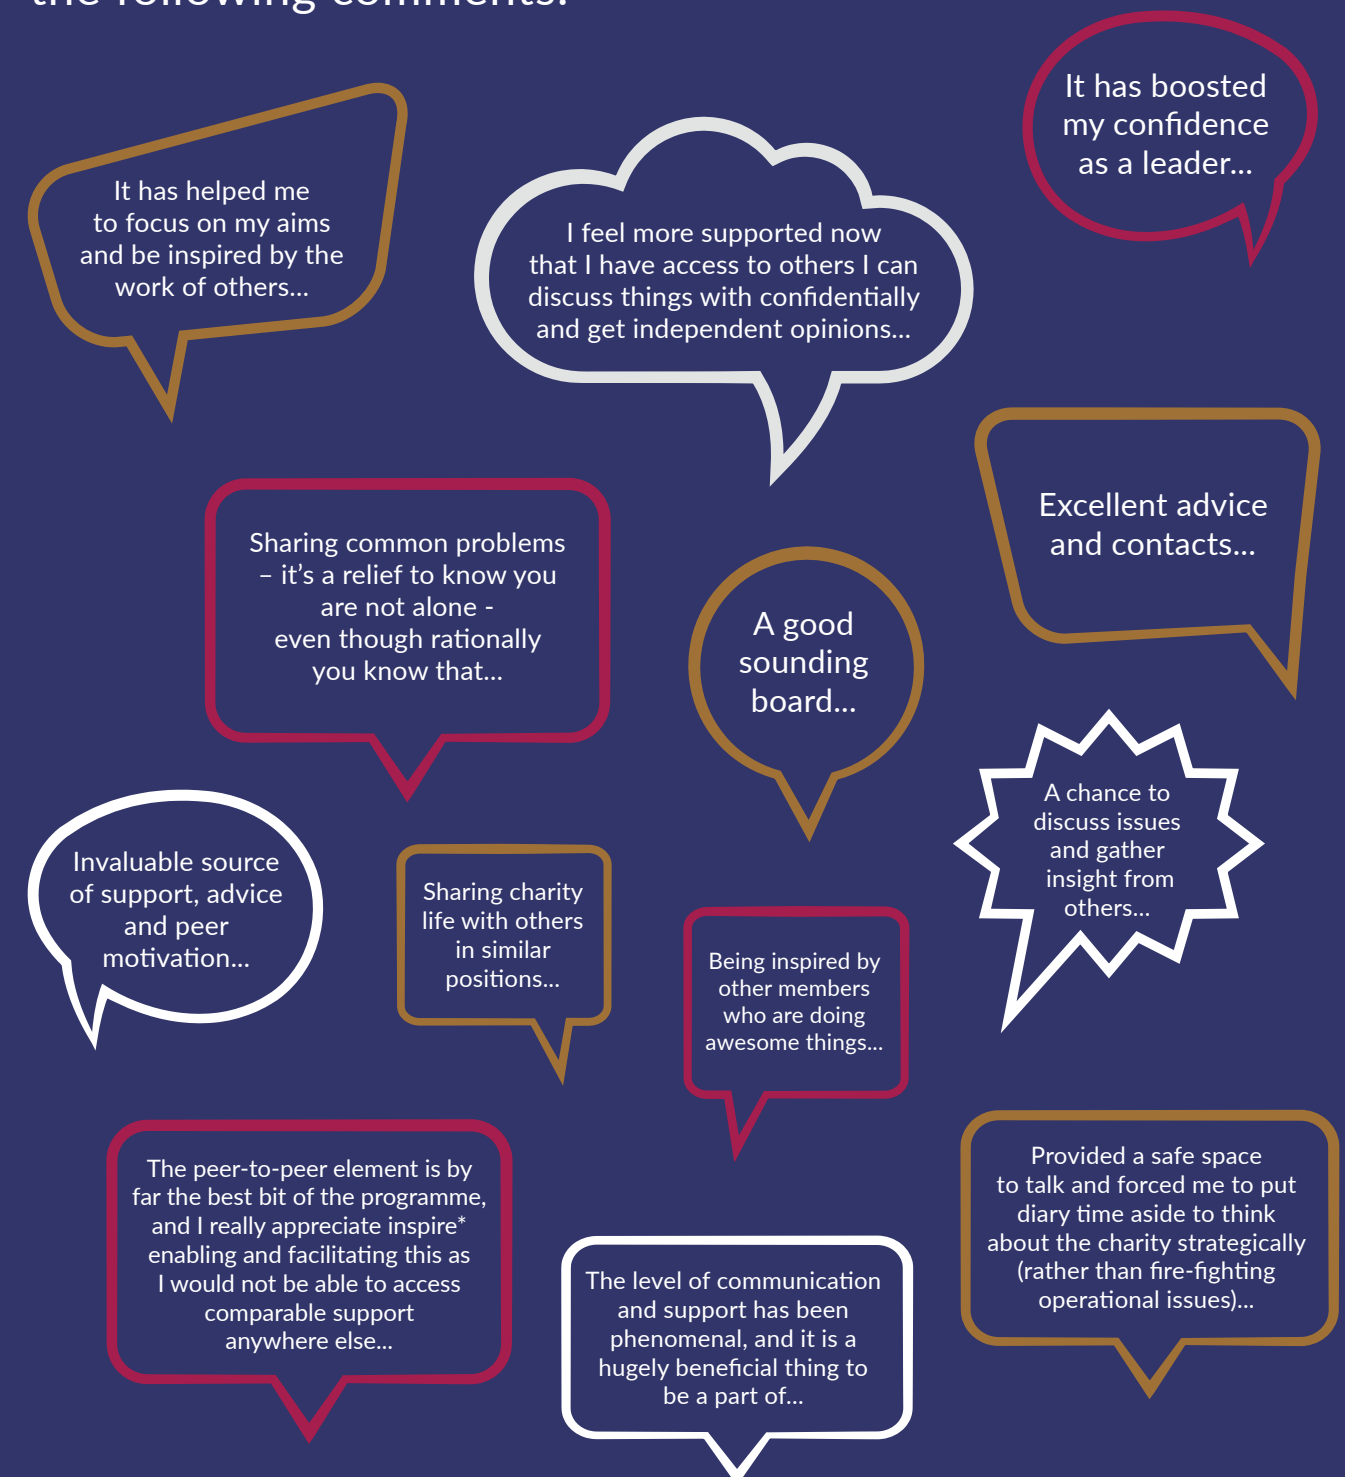 the following comments:
It has boosted
my confidence
as a leader...
It has helped me
to focus on my aims
and be inspired by the
work of others...
I feel more supported now
that I have access to others I can
discuss things with confidentially
and get independent opinions...
Excellent advice
and contacts...
Sharing common problems
– it’s a relief to know you
are not alone -
even though rationally
you know that...
A good
sounding
board...
A chance to
discuss issues
and gather
insight from
others...
Invaluable source
of support, advice
and peer
motivation...
Sharing charity
life with others
in similar
positions...
Being inspired by
other members
who are doing
awesome things...
The peer-to-peer element is by
far the best bit of the programme,
and I really appreciate inspire*
enabling and facilitating this as
I would not be able to access
comparable support
anywhere else...
Provided a safe space
to talk and forced me to put
diary time aside to think
about the charity strategically
(rather than fire-fighting
operational issues)...
The level of communication
and support has been
phenomenal, and it is a
hugely beneficial thing to
be a part of...